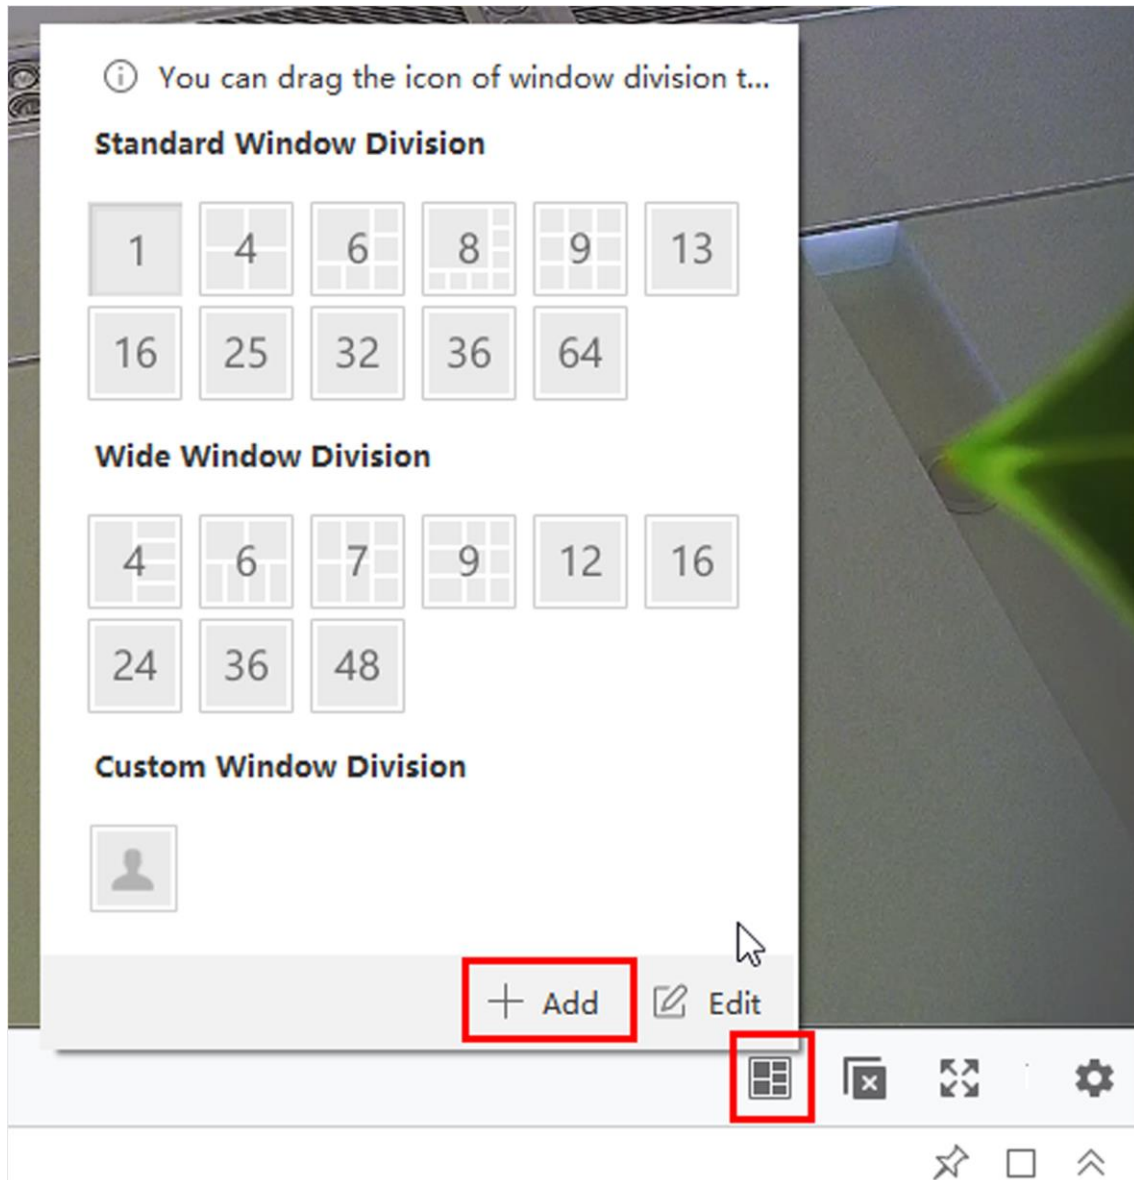 You can drag the icon of window division t...
Standard Window Division
1 4 6 8 9 13
16 25 32 36 64
Wide Window Division
4 6 7 9 12 16
24 36 48
Custom Window Division
Add Edit